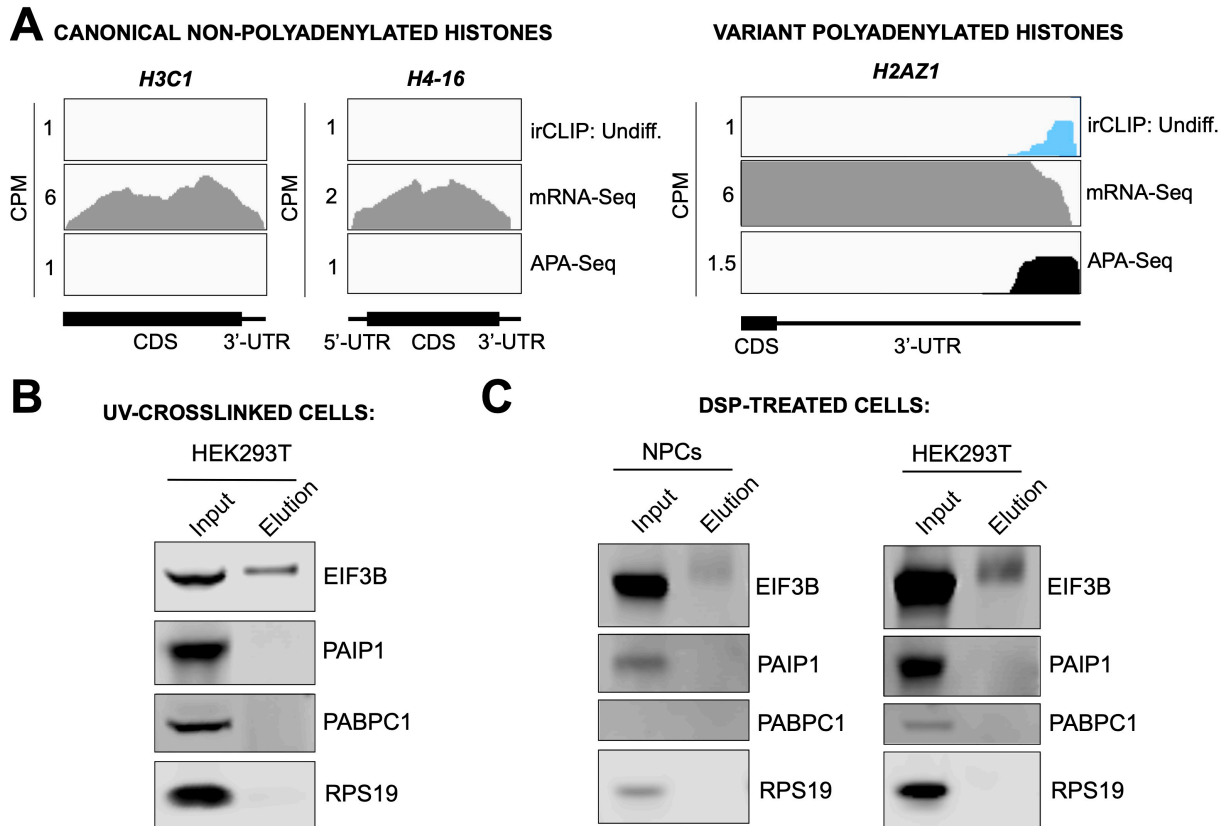 A CANONICAL NON-POLYADENYLATED HISTONES
VARIANT POLYADENYLATED HISTONES
H3C1
H4-16
H2AZ1
CPM
1
6
1
CPM
1
2
1
irCLIP: Undiff.
mRNA-Seq
APA-Seq
CPM
1
6
1.5
irCLIP: Undiff.
mRNA-Seq
APA-Seq
CDS 3'-UTR
5'-UTR CDS 3'-UTR
CDS 3'-UTR
B
UV-CROSSLINKED CELLS:
HEK293T
Input Elution
EIF3B
PAIP1
PABPC1
RPS19
C
DSP-TREATED CELLS:
NPCs
Input Elution
EIF3B
PAIP1
PABPC1
RPS19
HEK293T
Input Elution
EIF3B
PAIP1
PABPC1
RPS19